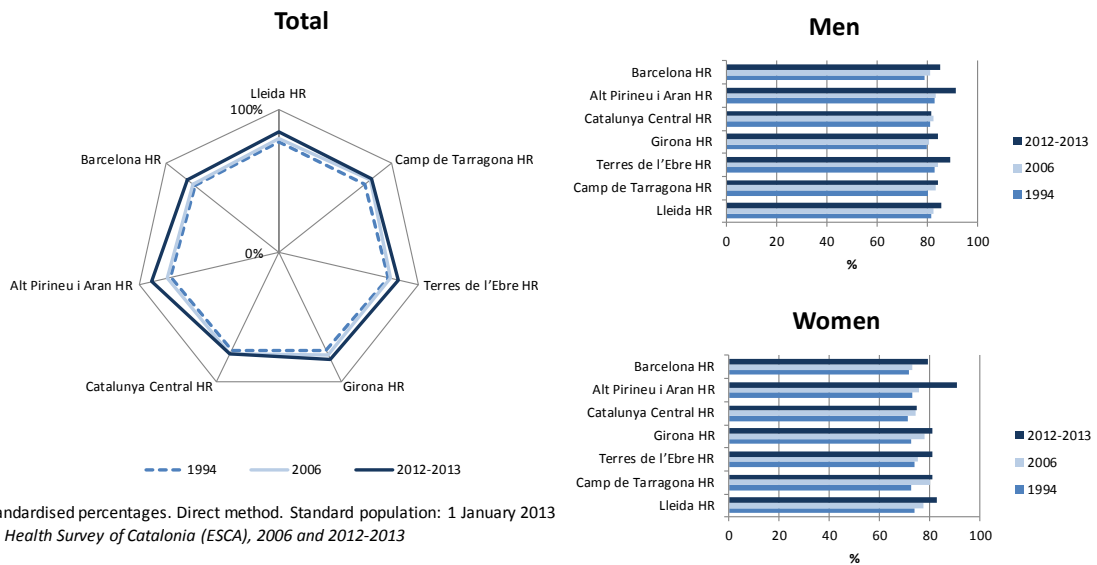 Total
Lleida HR
100%
Barcelona HR
Camp de Tarragona HR
0%
Alt Pirineu i Aran HR
Terres de l’Ebre HR
Catalunya Central HR
Girona HR
1994
2006
2012-2013
andardised percentages. Direct method. Standard population: 1 January 2013
Health Survey of Catalonia (ESCA), 2006 and 2012-2013
Men
Barcelona HR
Alt Pirineu i Aran HR
Catalunya Central HR
Girona HR
Terres de l’Ebre HR
Camp de Tarragona HR
Lleida HR
0 20 40 60 80 100
%
2012-2013
2006
1994
Women
Barcelona HR
Alt Pirineu i Aran HR
Catalunya Central HR
Girona HR
Terres de l’Ebre HR
Camp de Tarragona HR
Lleida HR
0 20 40 60 80 100
%
2012-2013
2006
1994